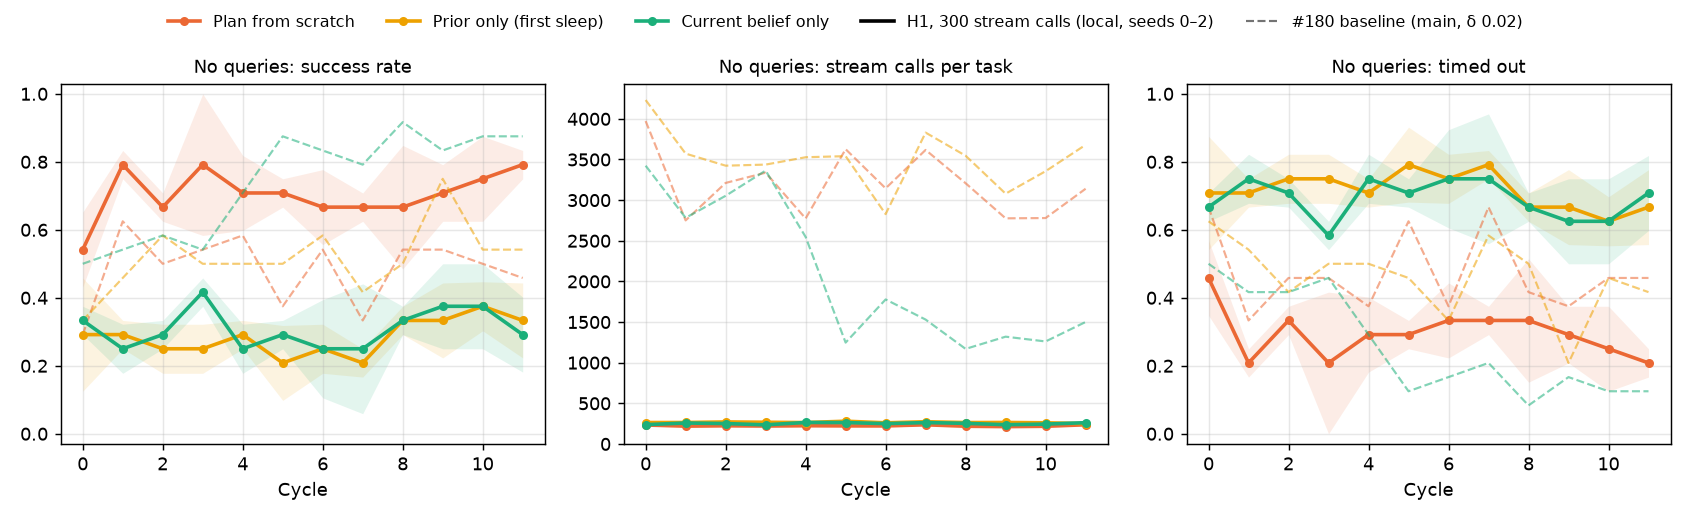 Plan from scratch
Prior only (first sleep)
Current belief only
H1, 300 stream calls (local, seeds 0–2)
#180 baseline (main, δ 0.02)
No queries: success rate
1.0
0.8
0.6
0.4
0.2
0.0
0 2 4 6 8 10
Cycle
No queries: stream calls per task
4000
3500
3000
2500
2000
1500
1000
500
0
0 2 4 6 8 10
Cycle
No queries: timed out
1.0
0.8
0.6
0.4
0.2
0.0
0 2 4 6 8 10
Cycle